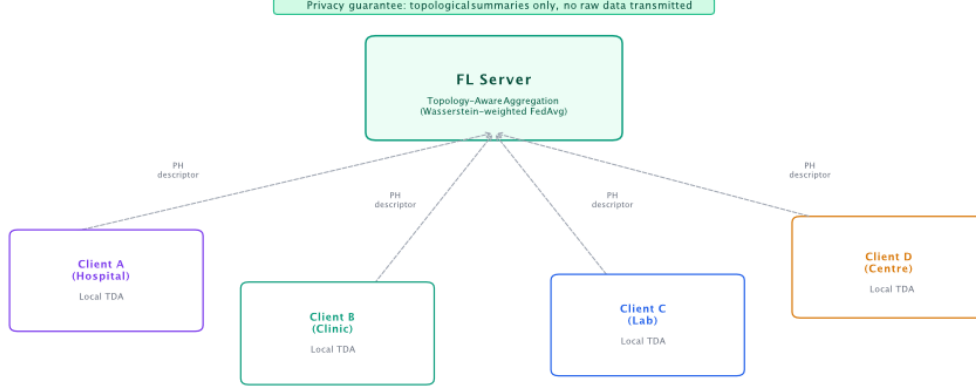 Privacy guarantee: topological summaries only, no raw data transmitted
FL Server
Topology-Aware Aggregation
(Wasserstein-weighted FedAvg)
PH
descriptor
PH
descriptor
PH
descriptor
PH
descriptor
Client A
(Hospital)
Local TDA
Client B
(Clinic)
Local TDA
Client C
(Lab)
Local TDA
Client D
(Centre)
Local TDA